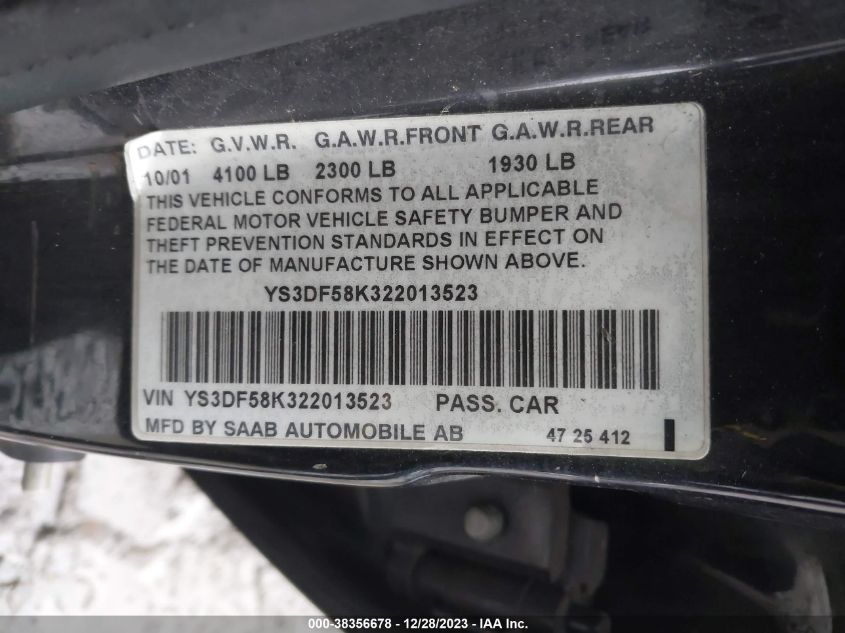 DATE: G.V.W.R. G.A.W.R.FRONT G.A.W.R.REAR
10/01 4100 LB 2300 LB 1930 LB
THIS VEHICLE CONFORMS TO ALL APPLICABLE
FEDERAL MOTOR VEHICLE SAFETY BUMPER AND
THEFT PREVENTION STANDARDS IN EFFECT ON
THE DATE OF MANUFACTURE SHOWN ABOVE.
YS3DF58K322013523
VIN YS3DF58K322013523 PASS. CAR
MFD BY SAAB AUTOMOBILE AB 47 25 412
000-38356678 - 12/28/2023 - IAA Inc.